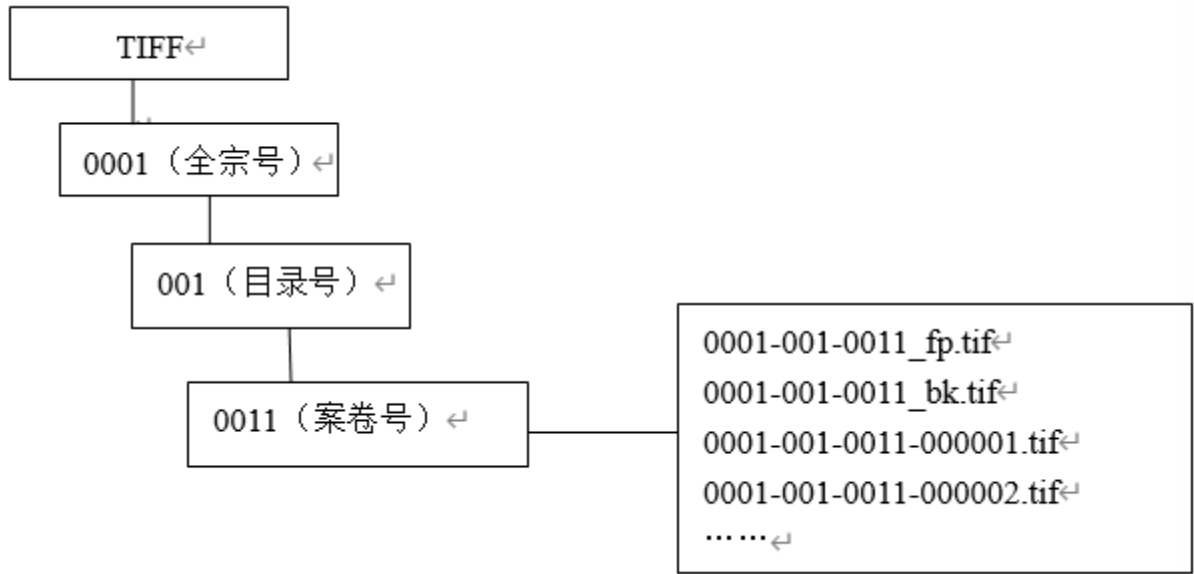 TIFF↵
0001（全宗号）↵
001（目录号）↵
0011（案卷号）↵
0001-001-0011_fp.tif↵
0001-001-0011_bk.tif↵
0001-001-0011-000001.tif↵
0001-001-0011-000002.tif↵
……↵